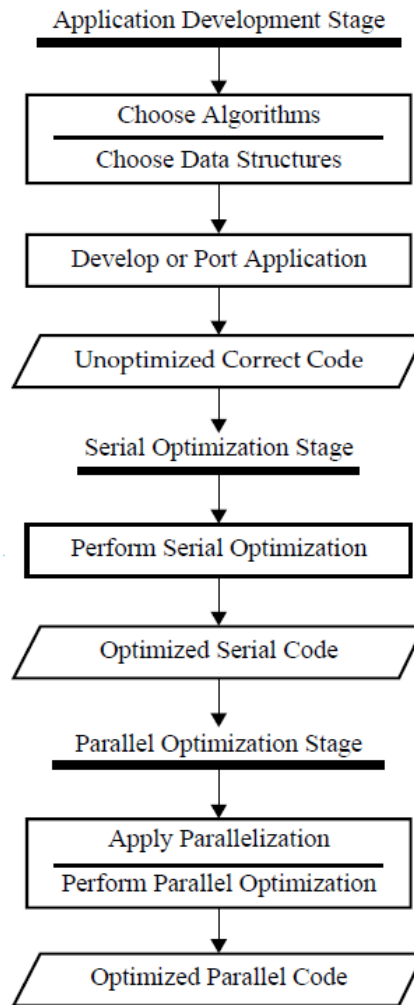 Application Development Stage
Choose Algorithms
Choose Data Structures
Develop or Port Application
Unoptimized Correct Code
Serial Optimization Stage
Perform Serial Optimization
Optimized Serial Code
Parallel Optimization Stage
Apply Parallelization
Perform Parallel Optimization
Optimized Parallel Code